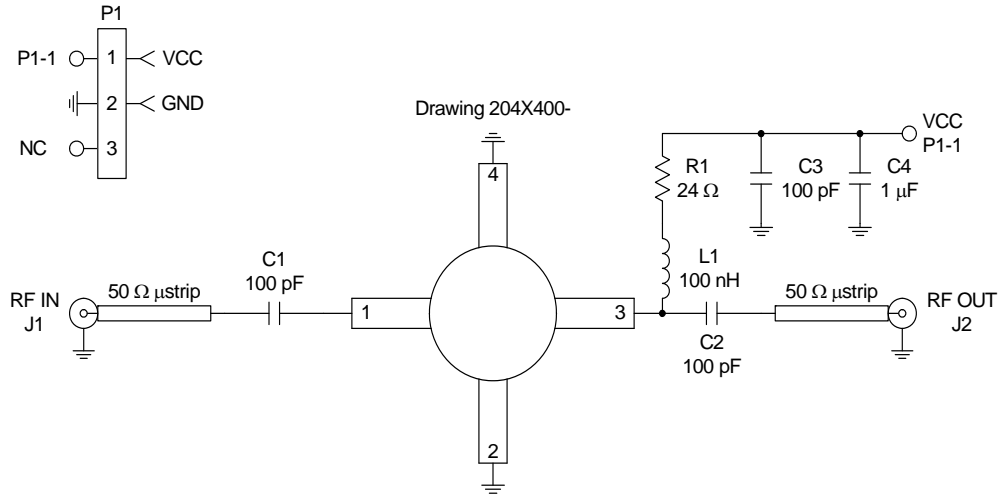 P1
P1-1
1
VCC
2
GND
NC
3
Drawing 204X400-
4
VCC
P1-1
R1
24 Ω
C3
100 pF
C4
1 μF
C1
100 pF
L1
100 nH
RF IN
J1
50 Ω μstrip
1
3
50 Ω μstrip
RF OUT
J2
C2
100 pF
2